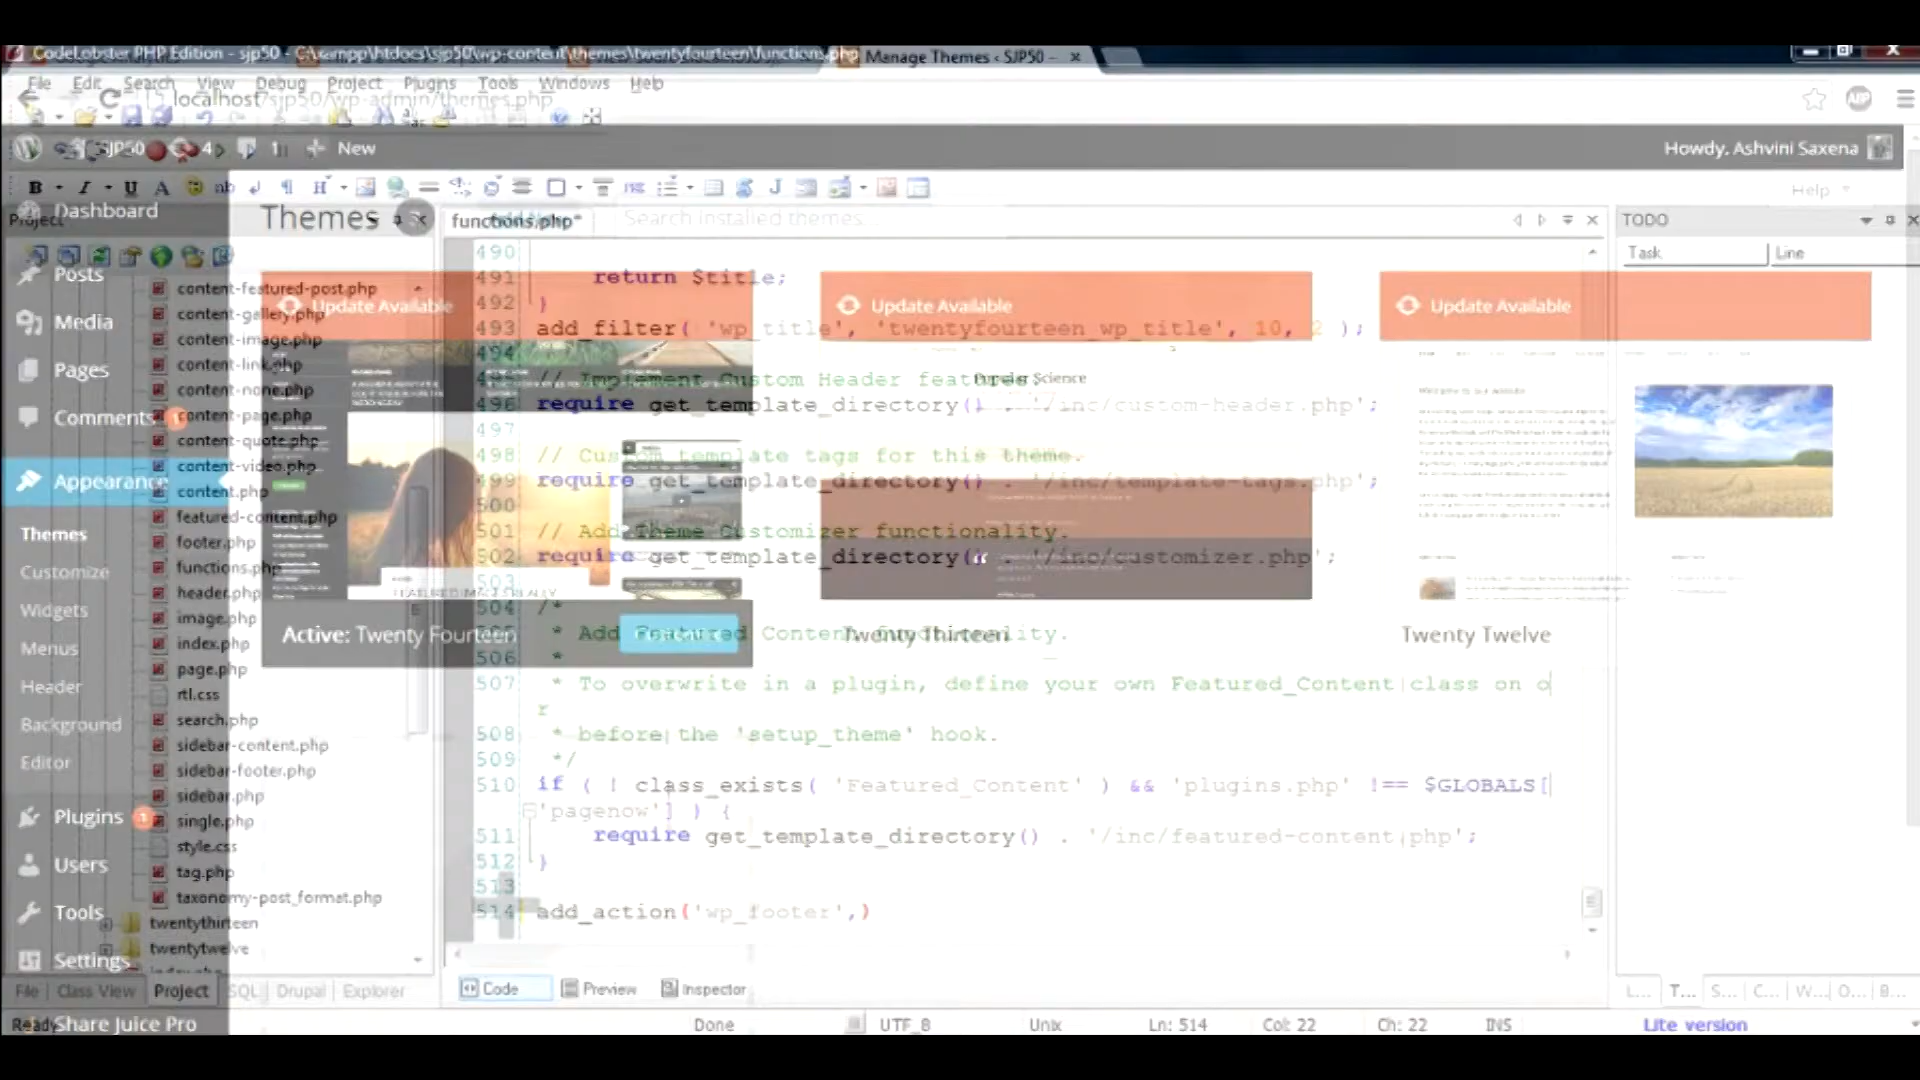 CodeLobster PHP Edition - sjp50 - C:\xampp\htdocs\sjp50\wp-content\themes\twentyfourteen\functions.php
Manage Themes ‹ SJP50 -
File Edit Search View Debug Project Plugins Tools Windows Help
localhost/sjp50/wp-admin/themes.php
SJP50 4 1 New
Howdy, Ashvini Saxena
Help
Project
Dashboard
Posts
Media
Pages
Comments 1
Appearance
Themes
Customize
Widgets
Menus
Header
Background
Editor
Plugins 1
Users
Tools
Settings
Share Juice Pro
content-featured-post.php
content-gallery.php
content-image.php
content-link.php
content-none.php
content-page.php
content-quote.php
content-video.php
content.php
featured-content.php
footer.php
functions.php
header.php
image.php
index.php
page.php
rtl.css
search.php
sidebar-content.php
sidebar-footer.php
sidebar.php
single.php
style.css
tag.php
taxonomy-post_format.php
twentythirteen
twentytwelve
index.php
File Class View Project SQL Drupal Explorer
Themes
Search installed themes...
Update Available
Update Available
Update Available
Popular Science
Active: Twenty Fourteen
Twenty Thirteen
Twenty Twelve
functions.php*
490
491 return $title;
492 }
493 add_filter( 'wp_title', 'twentyfourteen_wp_title', 10, 2 );
494
495 // Implement Custom Header features.
496 require get_template_directory() . '/inc/custom-header.php';
497
498 // Custom template tags for this theme.
499 require get_template_directory() . '/inc/template-tags.php';
500
501 // Add Theme Customizer functionality.
502 require get_template_directory() . '/inc/customizer.php';
503
504 /*
505 * Add Featured Content functionality.
506 *
507 * To overwrite in a plugin, define your own Featured_Content class on o
r
508 * before the 'setup_theme' hook.
509 */
510 if ( ! class_exists( 'Featured_Content' ) && 'plugins.php' !== $GLOBALS[
'pagenow'] ) {
511 require get_template_directory() . '/inc/featured-content.php';
512 }
513
514 add_action('wp_footer',)
Code Preview Inspector
TODO
Task Line
L... T... S... C... W... O... B...
Ready Done UTF_8 Unix Ln: 514 Col: 22 Ch: 22 INS Lite version